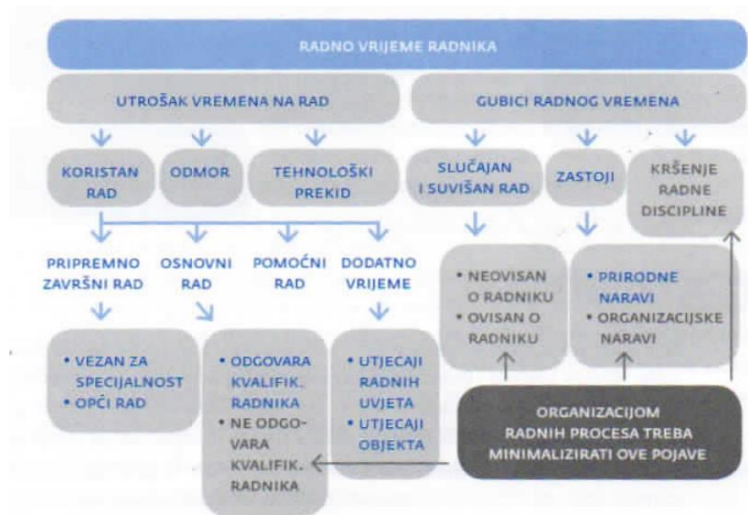 RADNO VRIJEME RADNIKA
UTROŠAK VREMENA NA RAD
GUBICI RADNOG VREMENA
KORISTAN
RAD
ODMOR
TEHNOLOŠKI
PREKID
SLUČAJAN
I SUVIŠAN RAD
ZASTOJI
KRŠENJE
RADNE
DISCIPLINE
PRIPREMNO
ZAVRŠNI RAD
OSNOVNI
RAD
POMOĆNI
RAD
DODATNO
VRIJEME
• NEOVISAN
O RADNIKU
• OVISAN O
RADNIKU
• PRIRODNE
NARAVI
• ORGANIZACIJSKE
NARAVI
• VEZAN ZA
SPECIJALNOST
• OPĆI RAD
• ODGOVARA
KVALIFIK.
RADNIKA
• NE ODGO-
VARA
KVALIFIK.
RADNIKA
• UTJECAJI
RADNIH
UVJETA
• UTJECAJI
OBJEKTA
ORGANIZACIJOM
RADNIH PROCESA TREBA
MINIMALIZIRATI OVE POJAVE